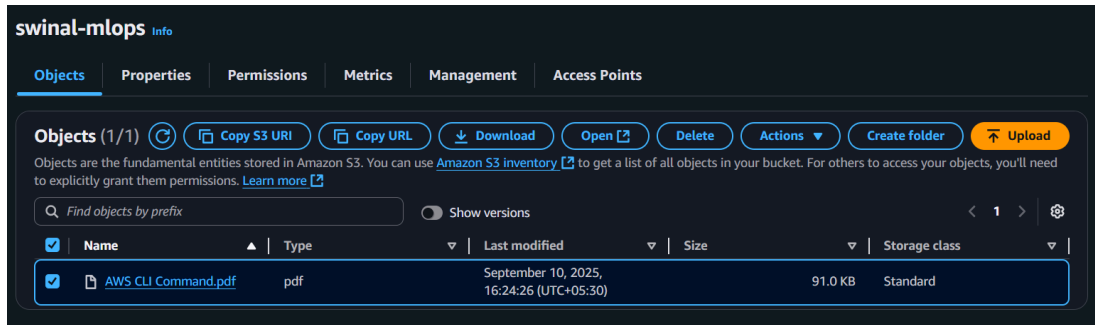 swinal-mlops Info
Objects Properties Permissions Metrics Management Access Points
Objects (1/1) Copy S3 URI Copy URL Download Open Delete Actions Create folder Upload
Objects are the fundamental entities stored in Amazon S3. You can use Amazon S3 inventory to get a list of all objects in your bucket. For others to access your objects, you'll need
to explicitly grant them permissions. Learn more
Find objects by prefix Show versions 1
Name Type Last modified Size Storage class
AWS CLI Command.pdf pdf September 10, 2025,
16:24:26 (UTC+05:30) 91.0 KB Standard